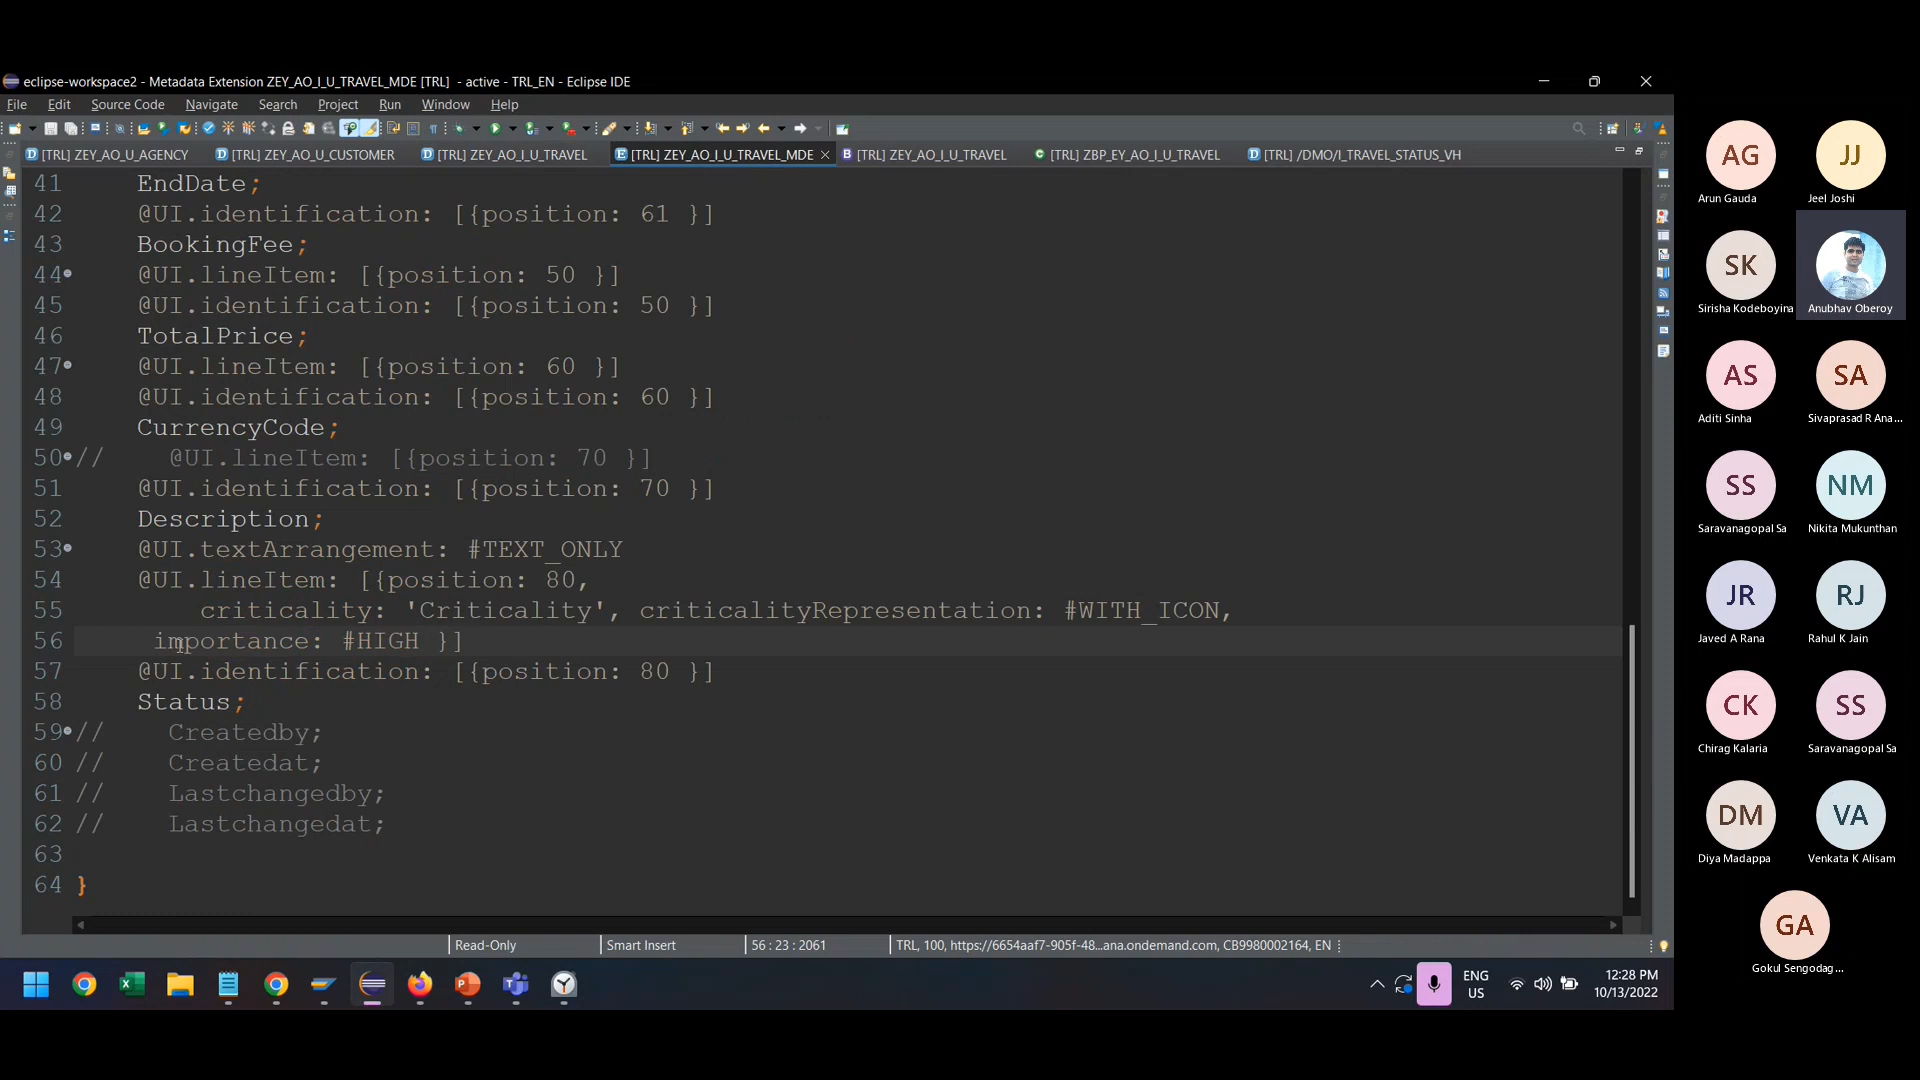 eclipse-workspace2 - Metadata Extension ZEY_AO_I_U_TRAVEL_MDE [TRL] - active - TRL_EN - Eclipse IDE
File Edit Source Code Navigate Search Project Run Window Help
[TRL] ZEY_AO_U_AGENCY [TRL] ZEY_AO_U_CUSTOMER [TRL] ZEY_AO_I_U_TRAVEL [TRL] ZEY_AO_I_U_TRAVEL_MDE [TRL] ZEY_AO_I_U_TRAVEL [TRL] ZBP_EY_AO_I_U_TRAVEL [TRL] /DMO/I_TRAVEL_STATUS_VH
41 EndDate;
42 @UI.identification: [{position: 61 }]
43 BookingFee;
44 @UI.lineItem: [{position: 50 }]
45 @UI.identification: [{position: 50 }]
46 TotalPrice;
47 @UI.lineItem: [{position: 60 }]
48 @UI.identification: [{position: 60 }]
49 CurrencyCode;
50 // @UI.lineItem: [{position: 70 }]
51 @UI.identification: [{position: 70 }]
52 Description;
53 @UI.textArrangement: #TEXT_ONLY
54 @UI.lineItem: [{position: 80,
55 criticality: 'Criticality', criticalityRepresentation: #WITH_ICON,
56 importance: #HIGH }]
57 @UI.identification: [{position: 80 }]
58 Status;
59 // Createdby;
60 // Createdat;
61 // Lastchangedby;
62 // Lastchangedat;
63
64 }
Read-Only Smart Insert 56 : 23 : 2061 TRL, 100, https://6654aaf7-905f-48...ana.ondemand.com, CB9980002164, EN
ENG
US
12:28 PM
10/13/2022
AG JJ
Arun Gauda Jeel Joshi
SK
Sirisha Kodeboyina Anubhav Oberoy
AS SA
Aditi Sinha Sivaprasad R Ana...
SS NM
Saravanagopal Sa Nikita Mukunthan
JR RJ
Javed A Rana Rahul K Jain
CK SS
Chirag Kalaria Saravanagopal Sa
DM VA
Diya Madappa Venkata K Alisam
GA
Gokul Sengodag...